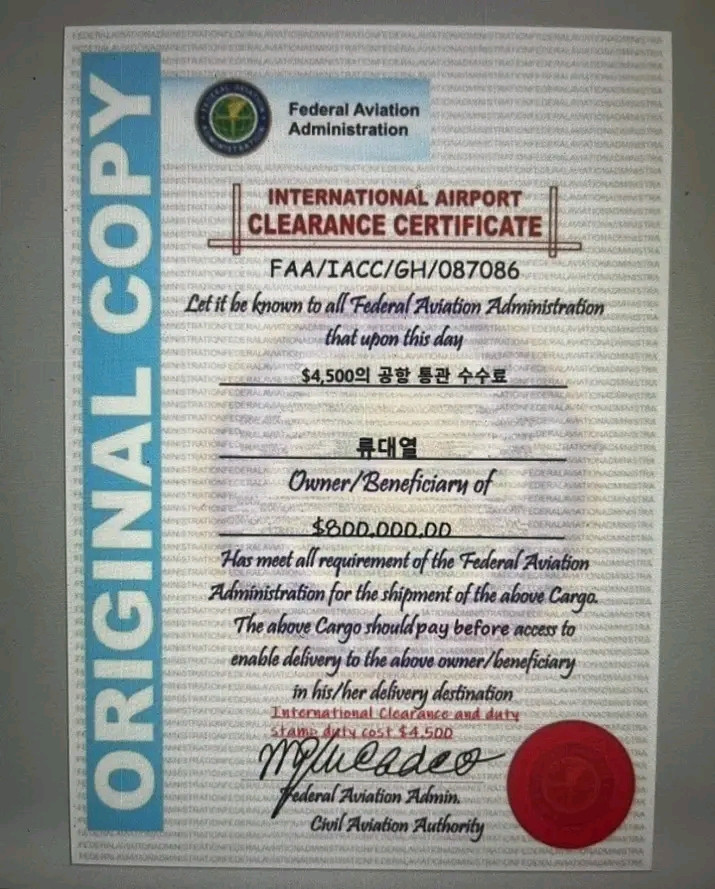 ORIGINAL COPY
Federal Aviation
Administration
INTERNATIONAL AIRPORT
CLEARANCE CERTIFICATE
FAA/IACC/GH/087086
Let it be known to all Federal Aviation Administration
that upon this day
$4,500의 공항 통관 수수료
류대열
Owner/Beneficiary of
$800,000,00
Has meet all requirement of the Federal Aviation
Administration for the shipment of the above Cargo.
The above Cargo should pay before access to
enable delivery to the above owner/beneficiary
in his/her delivery destination
International Clearance and duty
stamp duty cost $4,500
Federal Aviation Admin.
Civil Aviation Authority